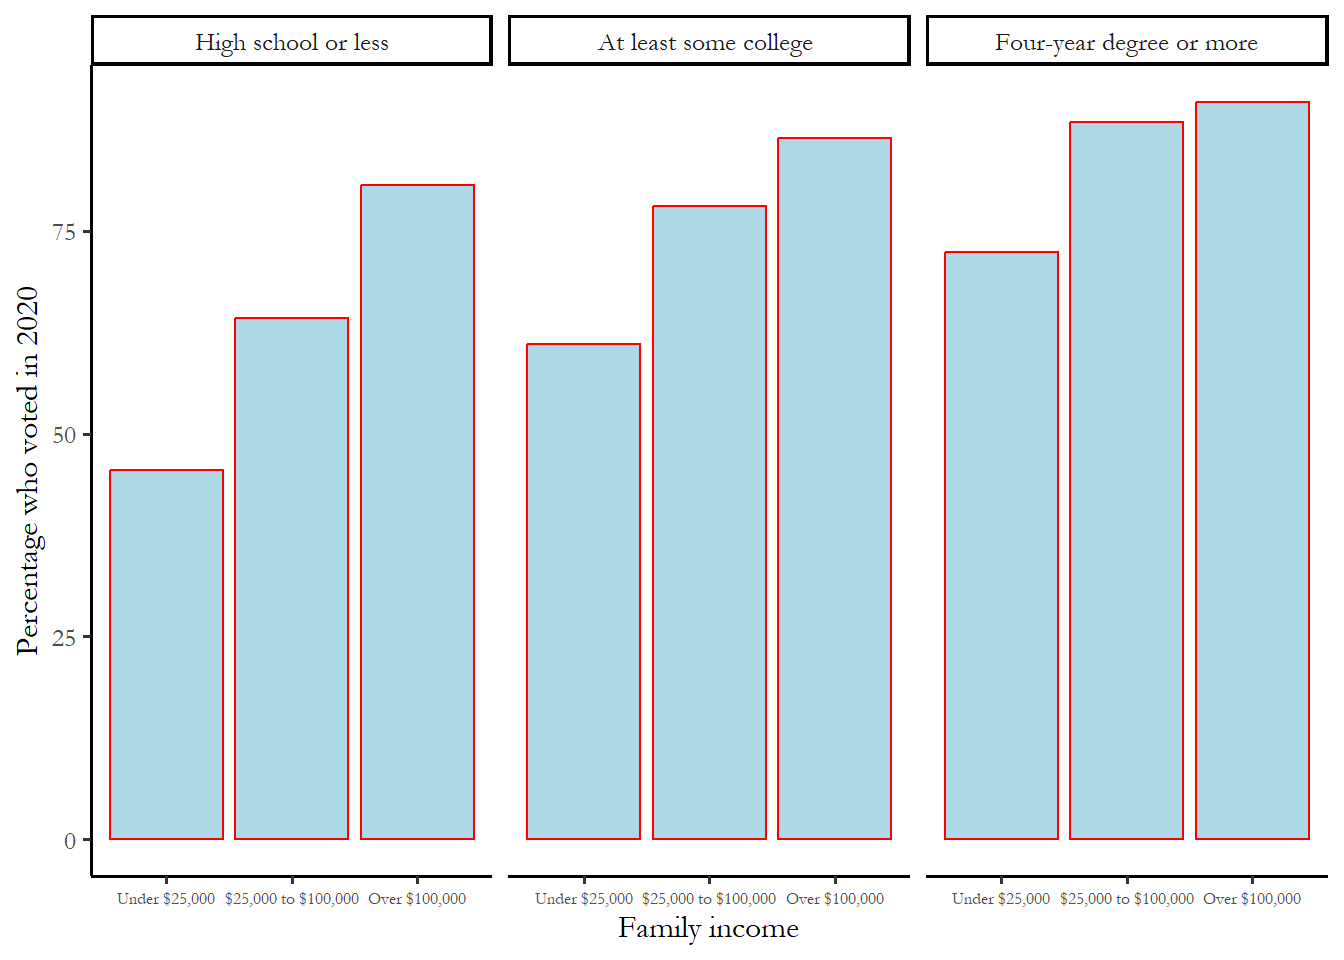 High school or less
At least some college
Four-year degree or more
Percentage who voted in 2020
75
50
25
0
Under $25,000 $25,000 to $100,000 Over $100,000
Under $25,000 $25,000 to $100,000 Over $100,000
Under $25,000 $25,000 to $100,000 Over $100,000
Family income